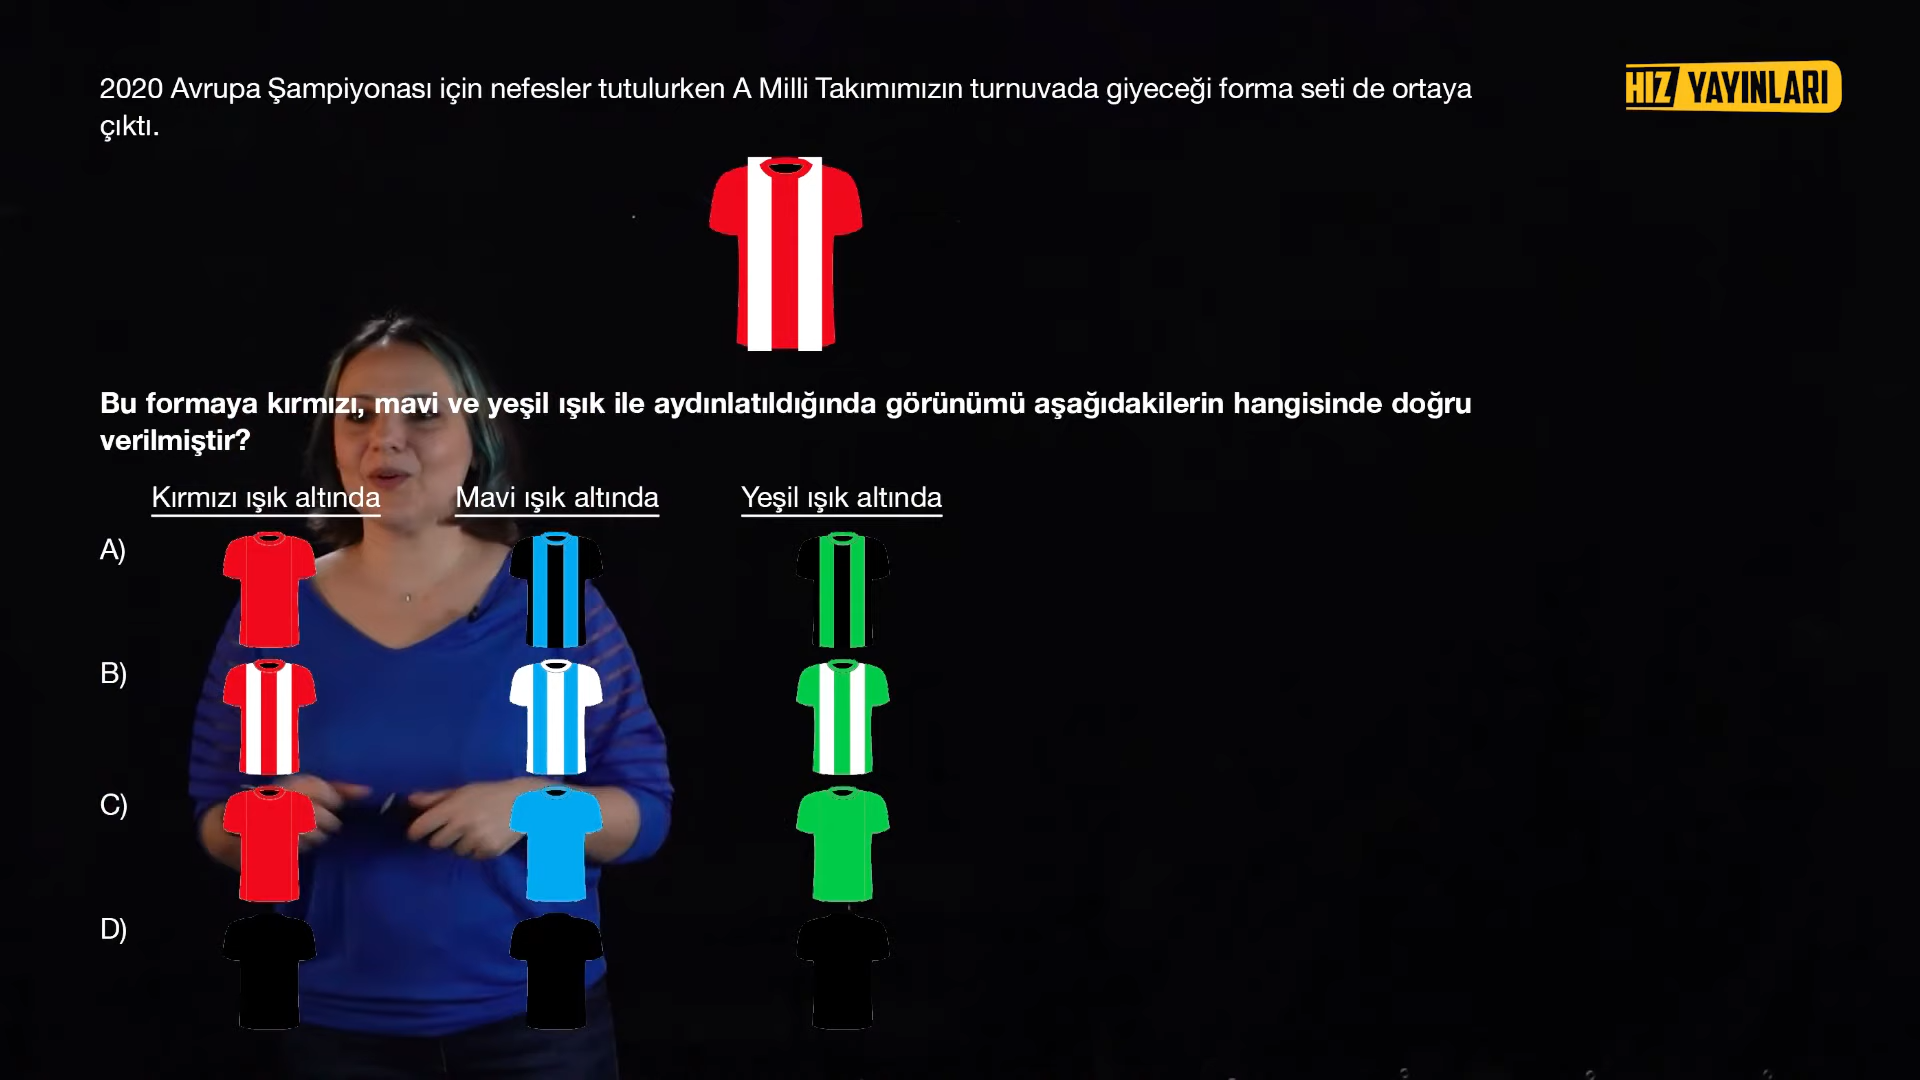 2020 Avrupa Şampiyonası için nefesler tutulurken A Milli Takımımızın turnuvada giyeceği forma seti de ortaya
çıktı.
HIZ YAYINLARI
Bu formaya kırmızı, mavi ve yeşil ışık ile aydınlatıldığında görünümü aşağıdakilerin hangisinde doğru
verilmiştir?
Kırmızı ışık altında Mavi ışık altında Yeşil ışık altında
A)
B)
C)
D)